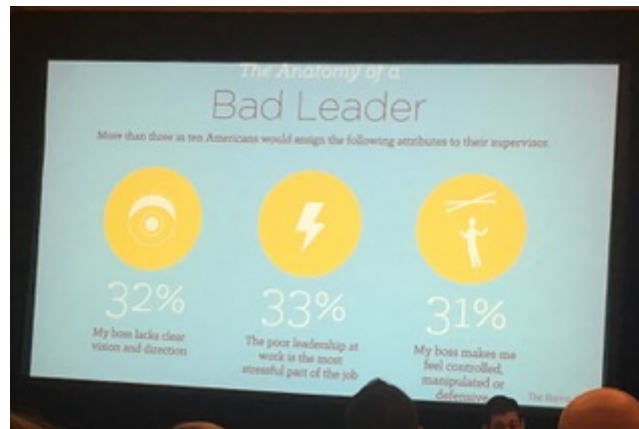 The Anatomy of a
Bad Leader
More than three in ten Americans would assign the following attributes to their supervisor.
32%
My boss lacks clear
vision and direction
33%
The poor leadership at
work is the most
stressful part of the job
31%
My boss makes me
feel controlled,
manipulated or
defensive
The